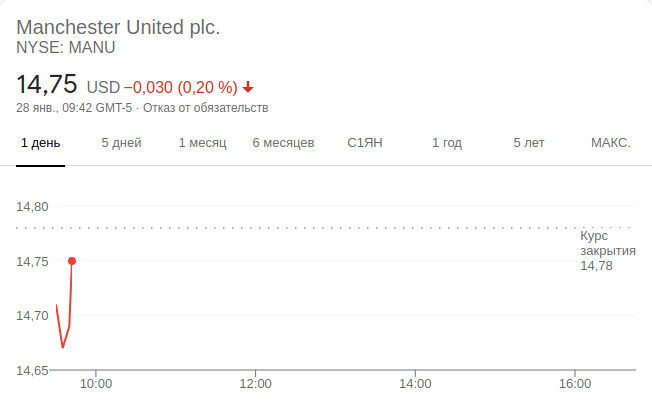 Manchester United plc.
NYSE: MANU
14,75 USD −0,030 (0,20 %)
28 янв., 09:42 GMT-5 · Отказ от обязательств
1 день 5 дней 1 месяц 6 месяцев С1ЯН 1 год 5 лет МАКС.
14,80
Курс
закрытия
14,78
14,75
14,70
14,65
10:00 12:00 14:00 16:00